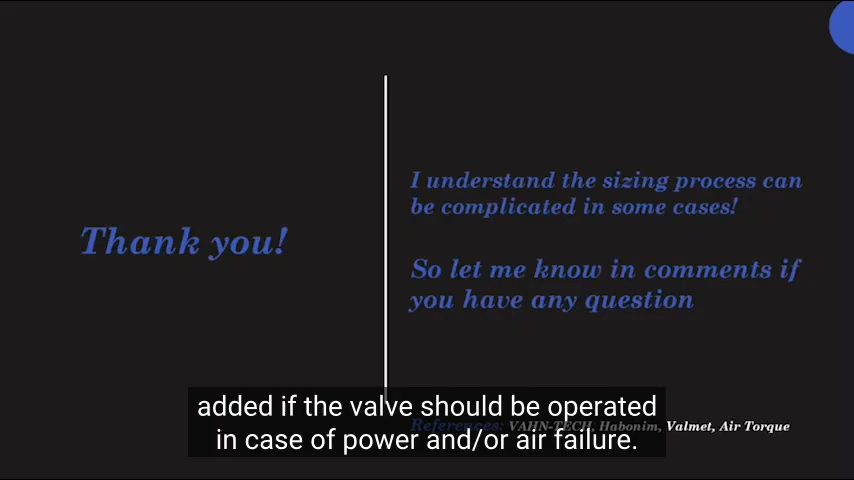 Thank you!
I understand the sizing process can
be complicated in some cases!
So let me know in comments if
you have any question
References: VAHN-TECH, Habonim, Valmet, Air Torque
added if the valve should be operated
in case of power and/or air failure.